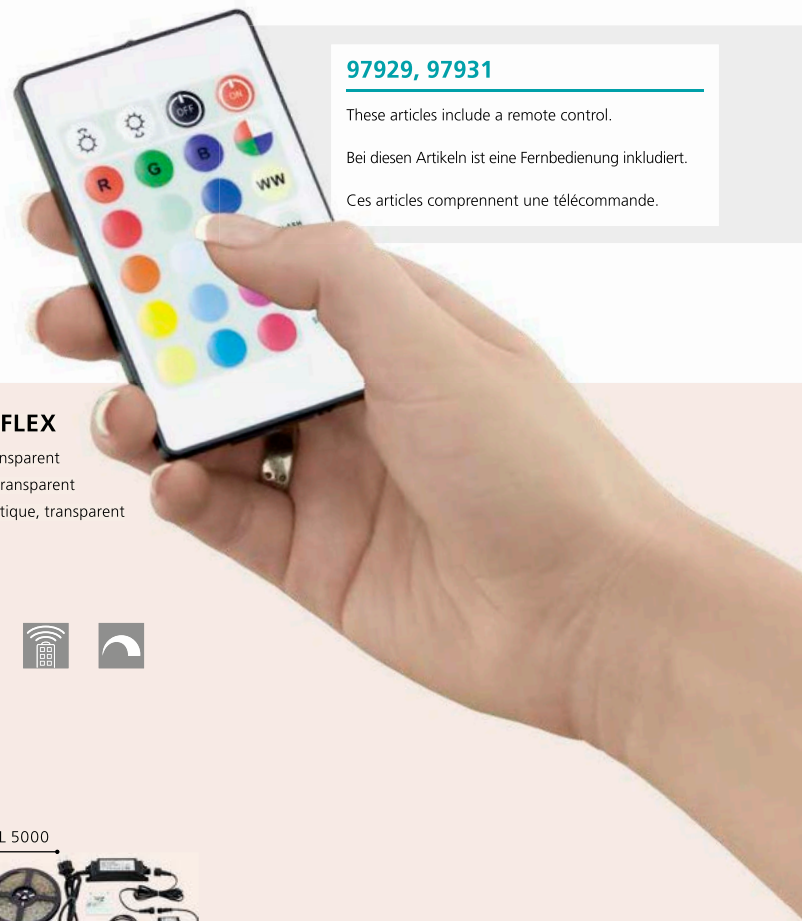 97929, 97931
These articles include a remote control.
Bei diesen Artikeln ist eine Fernbedienung inkludiert.
Ces articles comprennent une télécommande.
OFF
ON
R
G
B
WW
FLEX
nsparent
ransparent
tique, transparent
L 5000